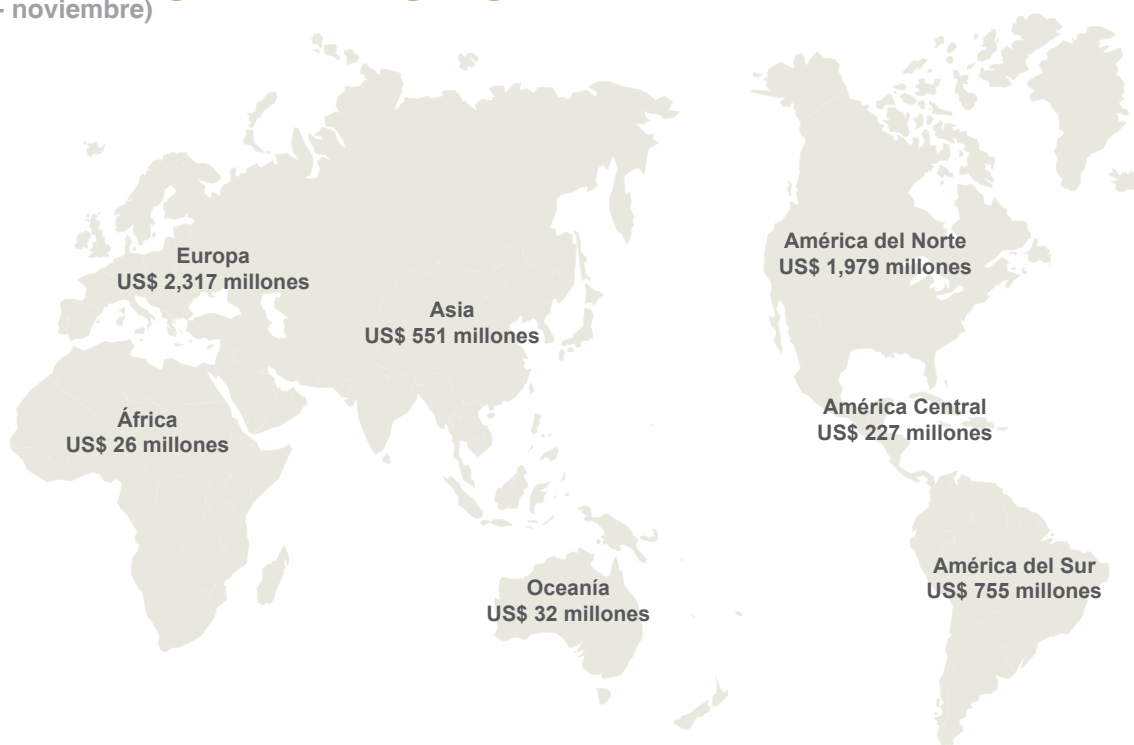 - noviembre)
Europa
US$ 2,317 millones
América del Norte
US$ 1,979 millones
Asia
US$ 551 millones
África
US$ 26 millones
América Central
US$ 227 millones
América del Sur
US$ 755 millones
Oceanía
US$ 32 millones